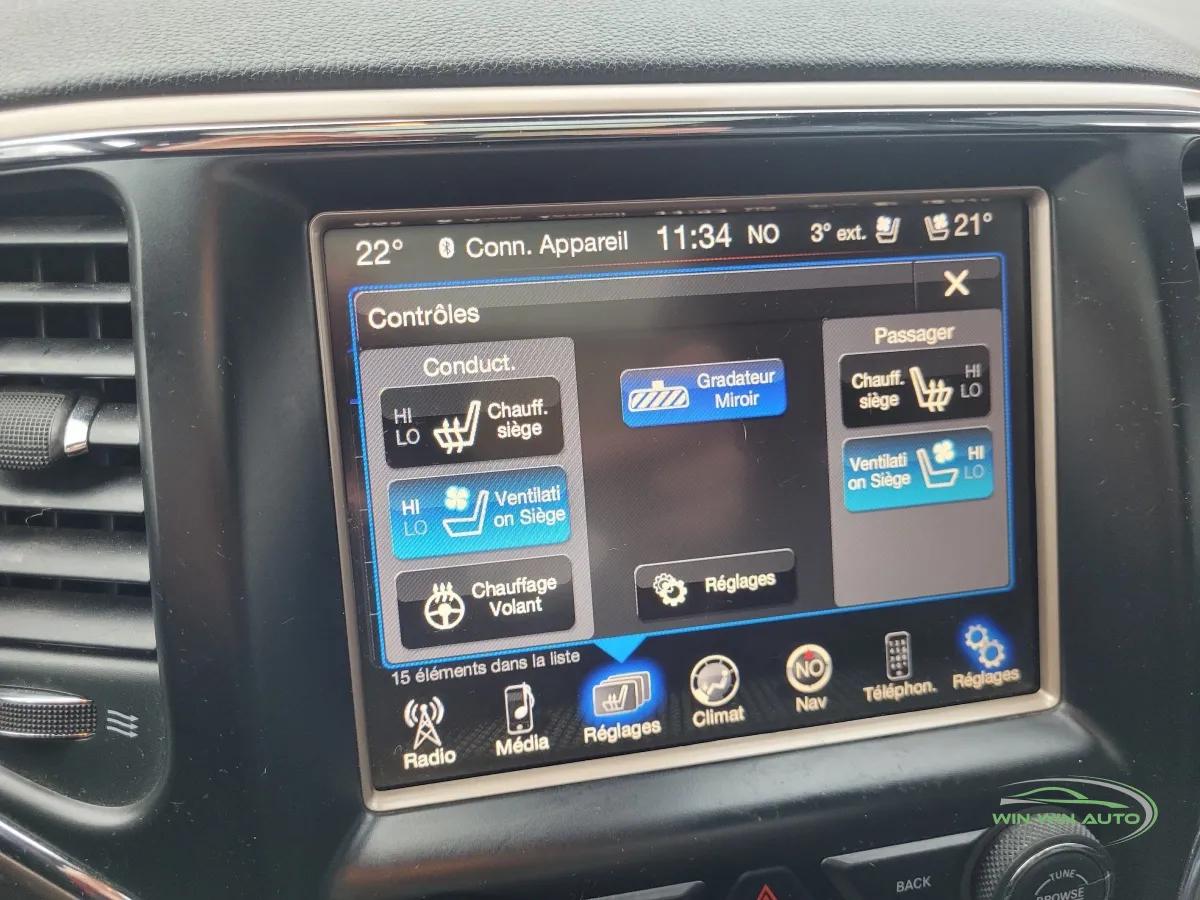 22° Conn. Appareil 11:34 NO 3° ext. 21°
Contrôles X
Conduct.
HI
LO
Chauff.
siège
HI
LO
Ventilati
on Siège
Chauffage
Volant
Gradateur
Miroir
Réglages
Passager
Chauff.
siège
HI
LO
Ventilati
on Siège
HI
LO
15 éléments dans la liste
Radio
Média
Réglages
Climat
NO
Nav
Téléphon.
Réglages
WIN WIN AUTO
BACK
TUNE
BROWSE